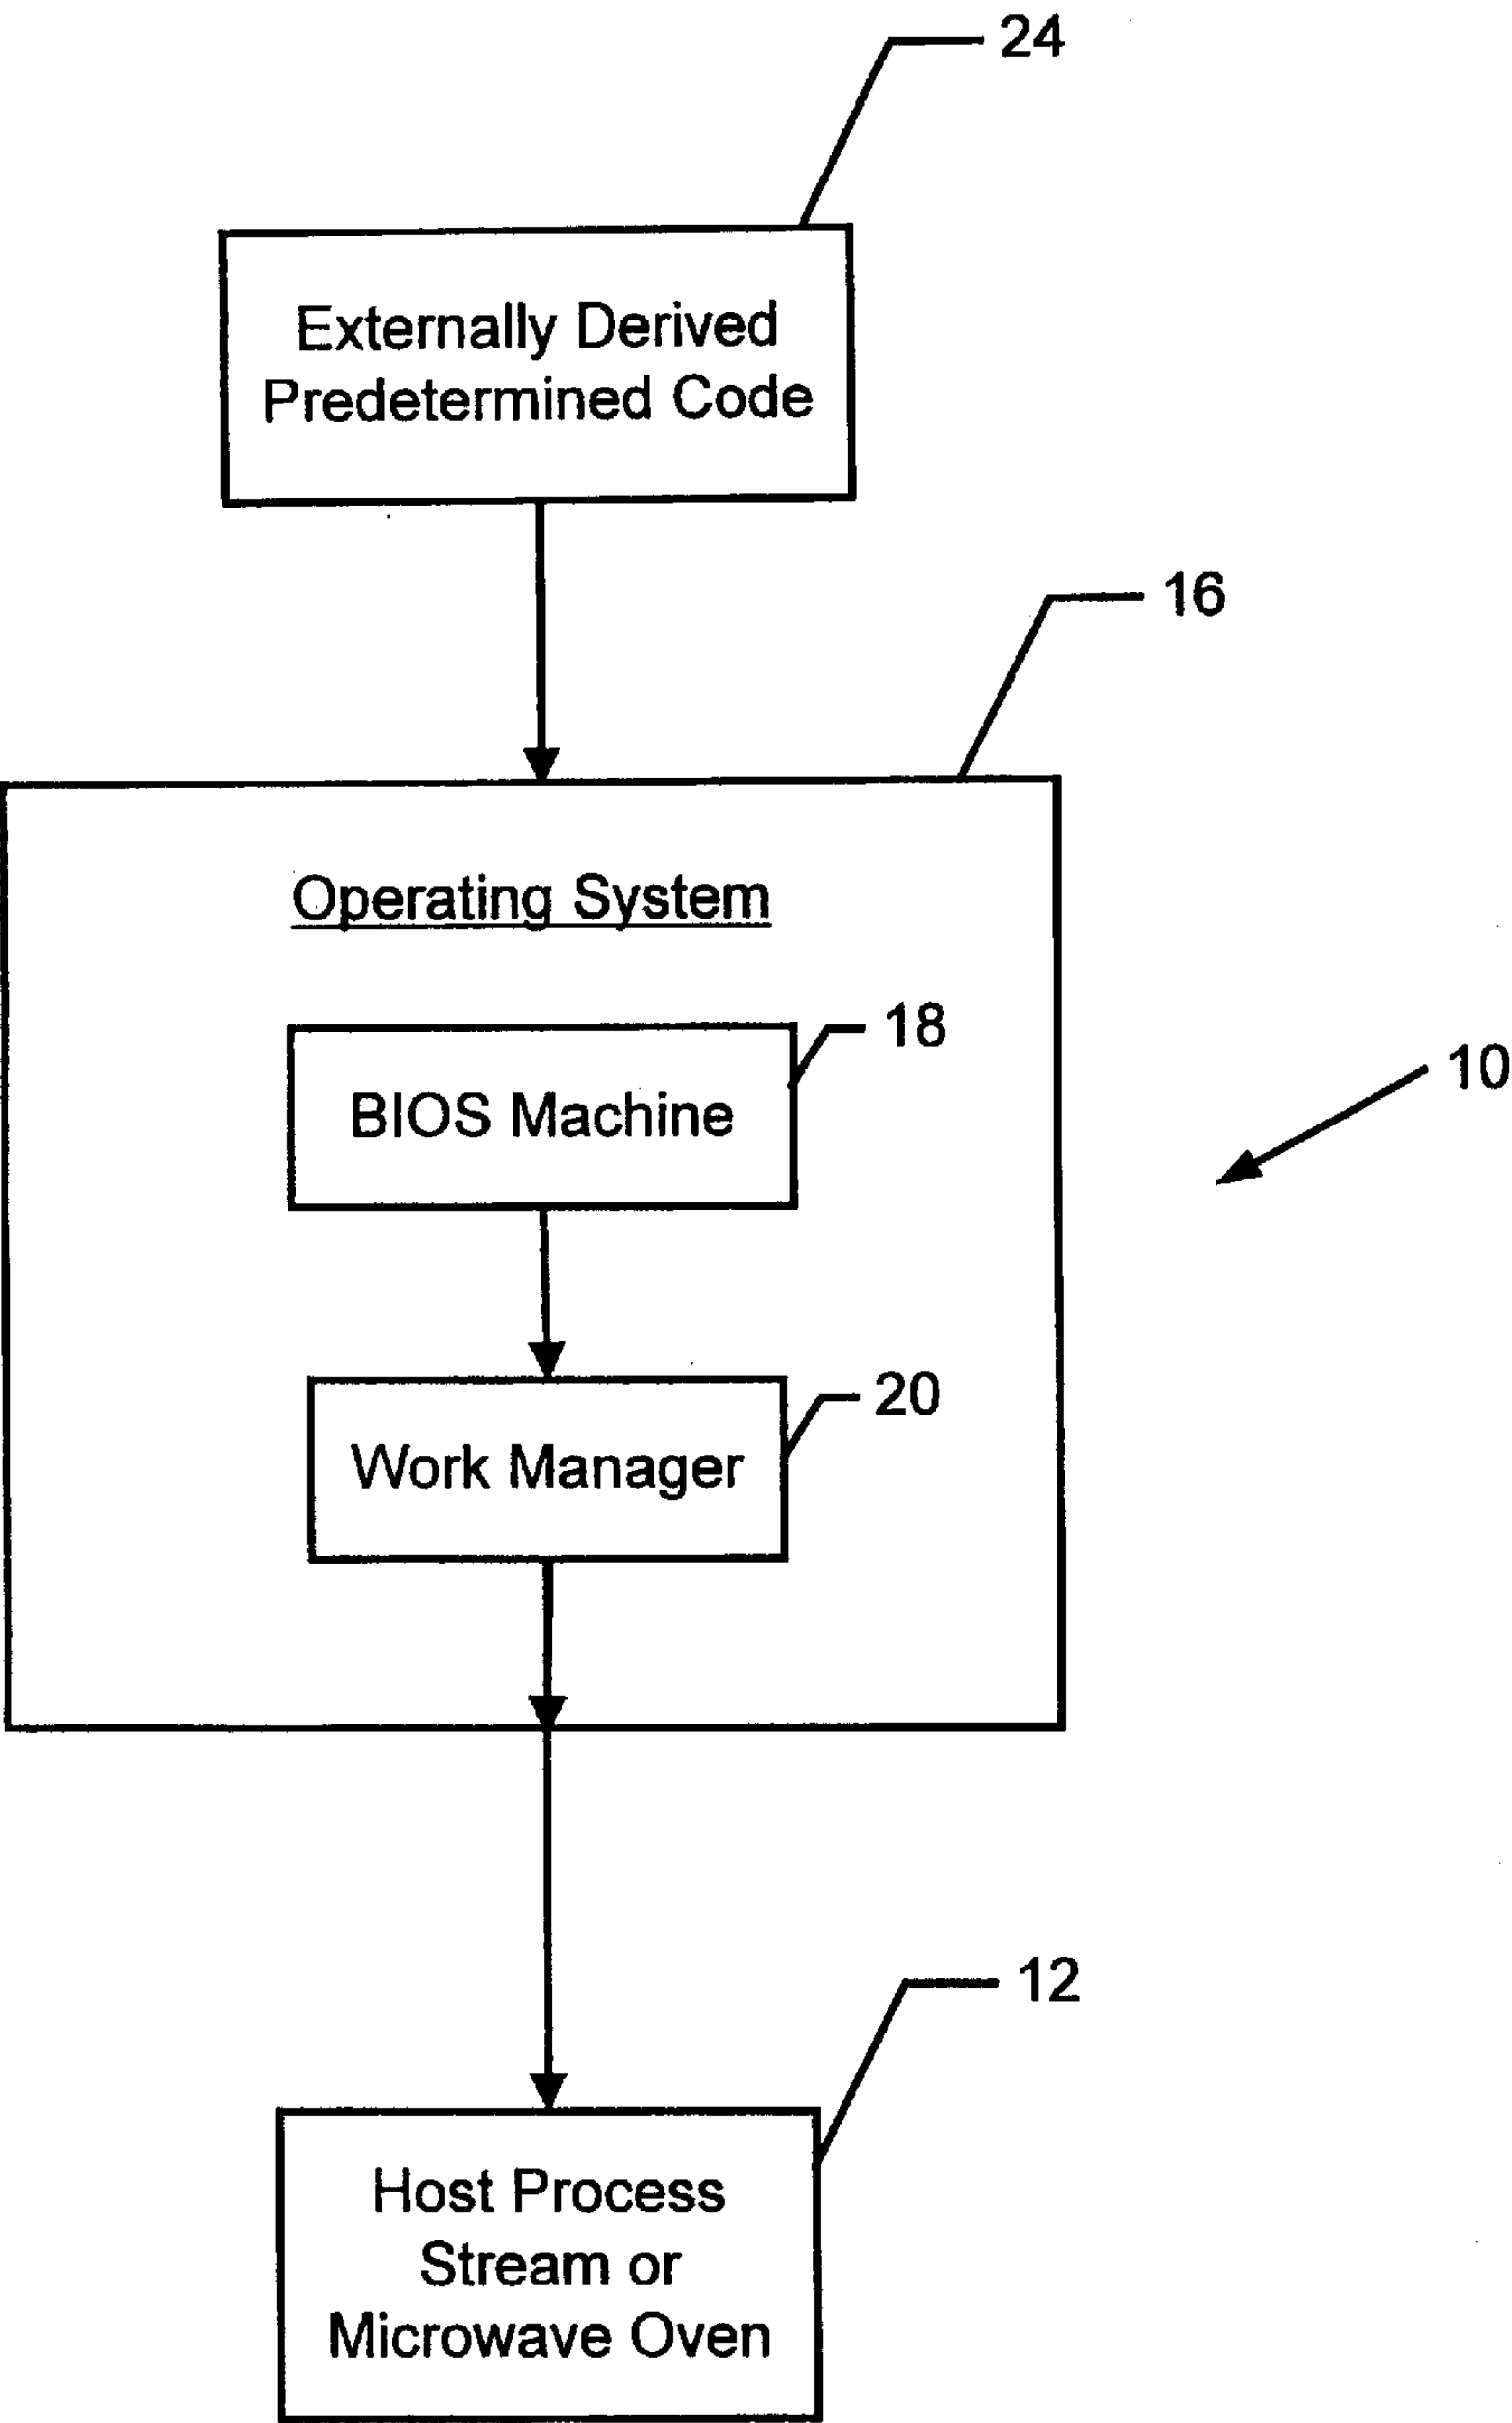 24
Externally Derived
Predetermined Code
16
Operating System
18
BIOS Machine
10
20
Work Manager
12
Host Process
Stream or
Microwave Oven